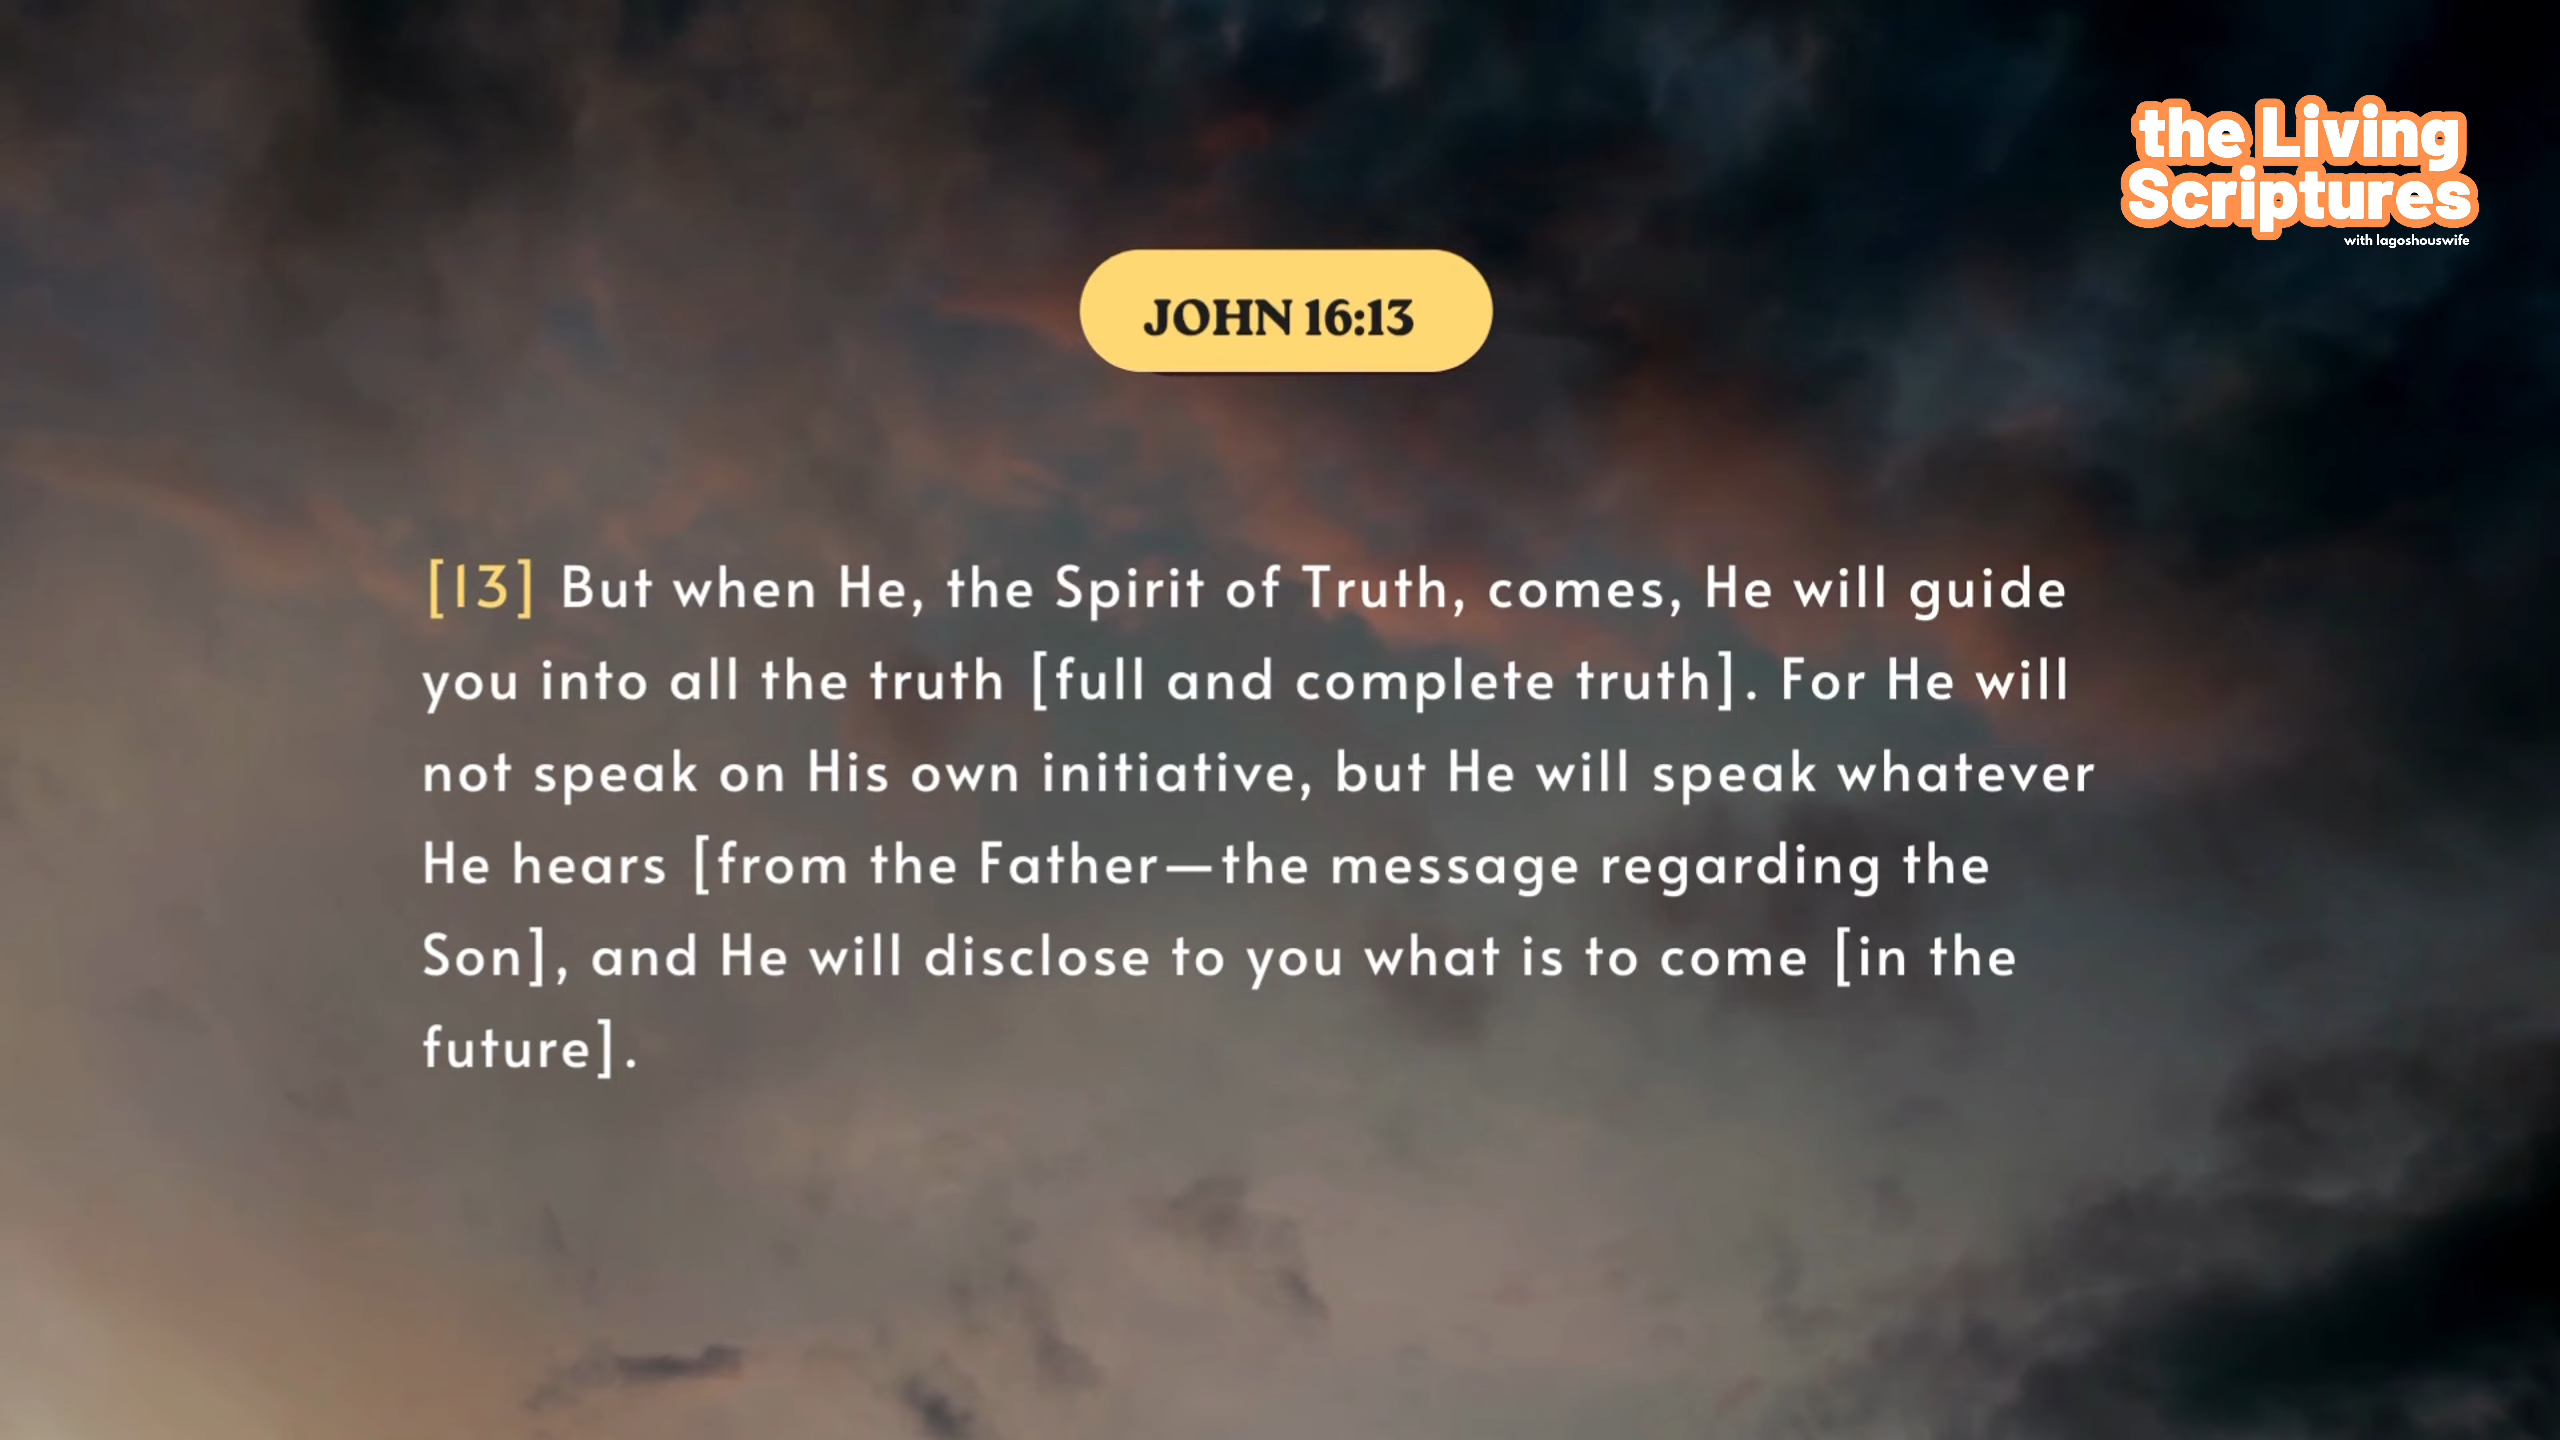 the Living
Scriptures
with lagoshouswife
JOHN 16:13
[13] But when He, the Spirit of Truth, comes, He will guide
you into all the truth [full and complete truth]. For He will
not speak on His own initiative, but He will speak whatever
He hears [from the Father—the message regarding the
Son], and He will disclose to you what is to come [in the
future].